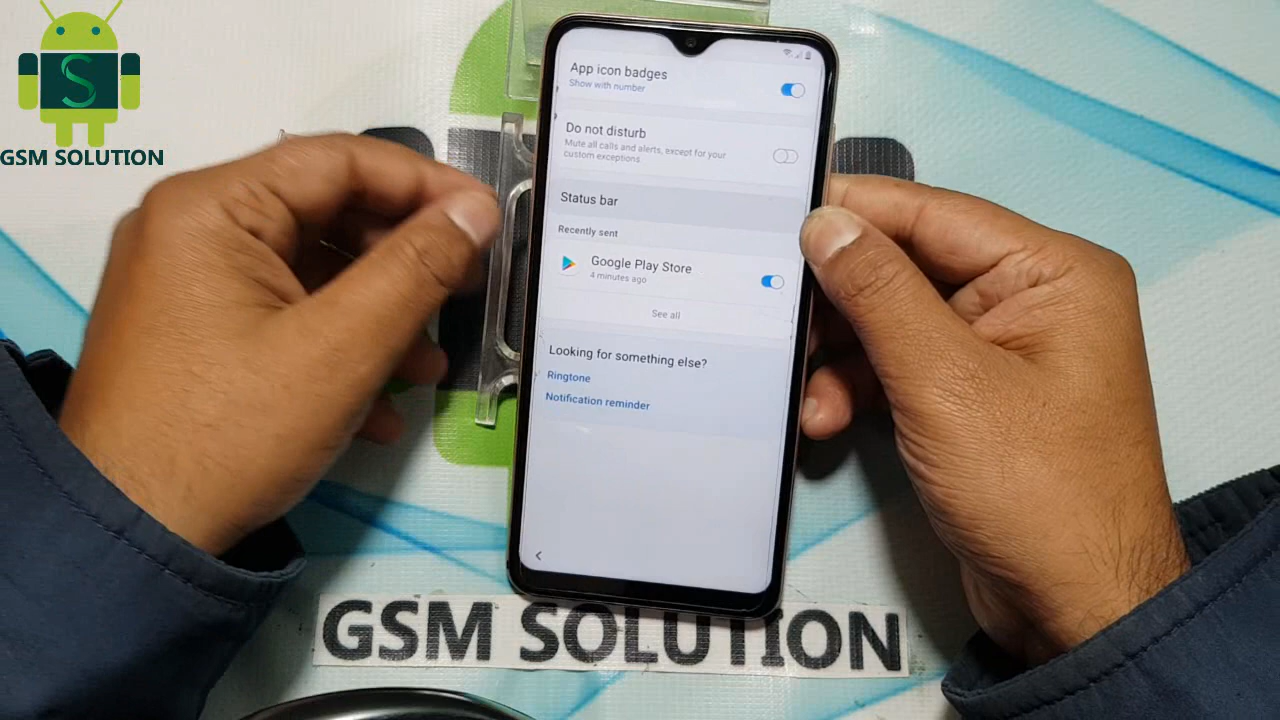 GSM SOLUTION
App icon badges
Show with number
Do not disturb
Mute all calls and alerts, except for your
custom exceptions
Status bar
Recently sent
Google Play Store
4 minutes ago
See all
Looking for something else?
Ringtone
Notification reminder
GSM SOLUTION